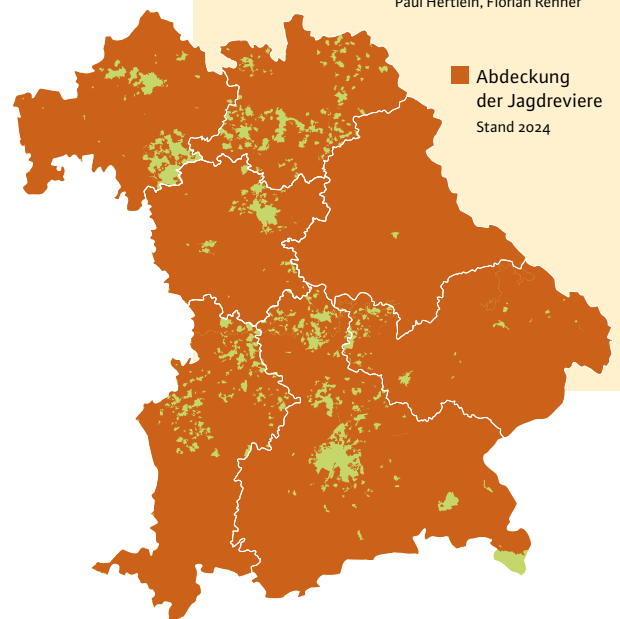 Paul Hertlein, Florian Renner
Abdeckung
der Jagdreviere
Stand 2024